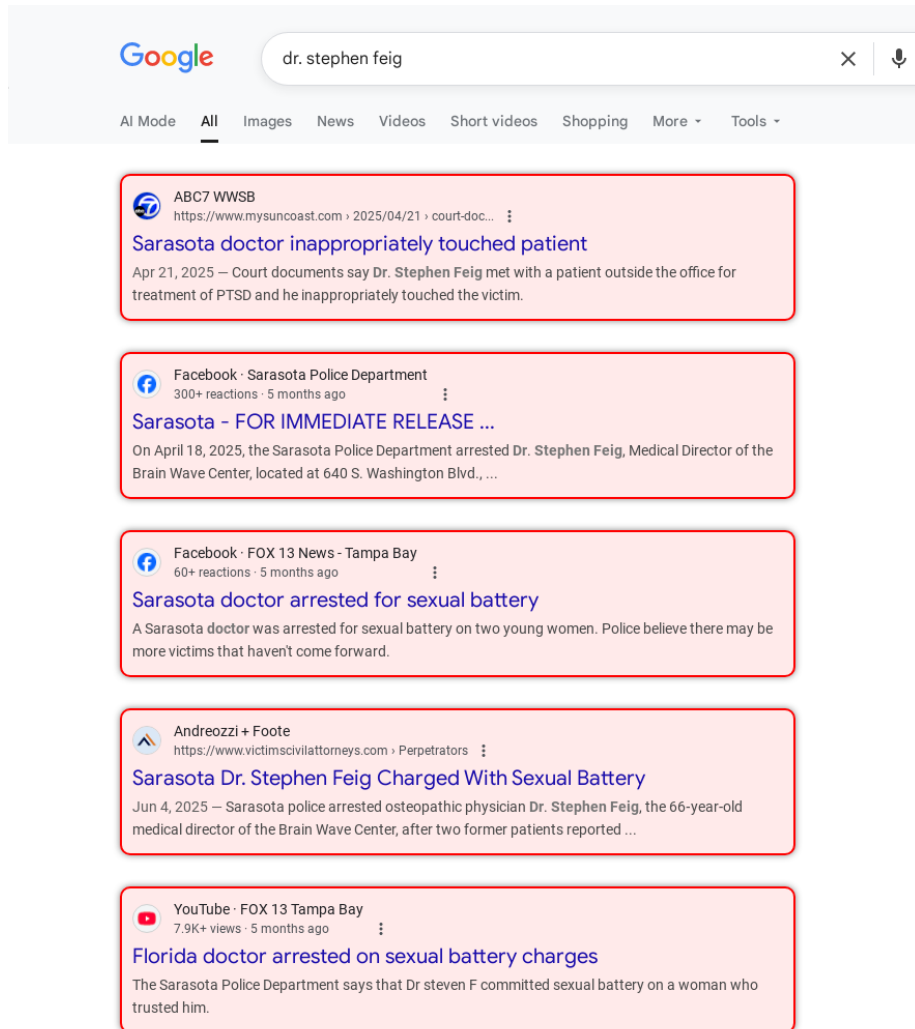 Google
dr. stephen feig
AI Mode
All
Images
News
Videos
Short videos
Shopping
More
Tools
ABC7 WWSB
https://www.mysuncoast.com › 2025/04/21 › court-doc...
Sarasota doctor inappropriately touched patient
Apr 21, 2025 — Court documents say Dr. Stephen Feig met with a patient outside the office for
treatment of PTSD and he inappropriately touched the victim.
Facebook · Sarasota Police Department
300+ reactions · 5 months ago
Sarasota - FOR IMMEDIATE RELEASE ...
On April 18, 2025, the Sarasota Police Department arrested Dr. Stephen Feig, Medical Director of the
Brain Wave Center, located at 640 S. Washington Blvd., ...
Facebook · FOX 13 News - Tampa Bay
60+ reactions · 5 months ago
Sarasota doctor arrested for sexual battery
A Sarasota doctor was arrested for sexual battery on two young women. Police believe there may be
more victims that haven't come forward.
Andreozzi + Foote
https://www.victimscivilattorneys.com › Perpetrators
Sarasota Dr. Stephen Feig Charged With Sexual Battery
Jun 4, 2025 — Sarasota police arrested osteopathic physician Dr. Stephen Feig, the 66-year-old
medical director of the Brain Wave Center, after two former patients reported ...
YouTube · FOX 13 Tampa Bay
7.9K+ views · 5 months ago
Florida doctor arrested on sexual battery charges
The Sarasota Police Department says that Dr steven F committed sexual battery on a woman who
trusted him.